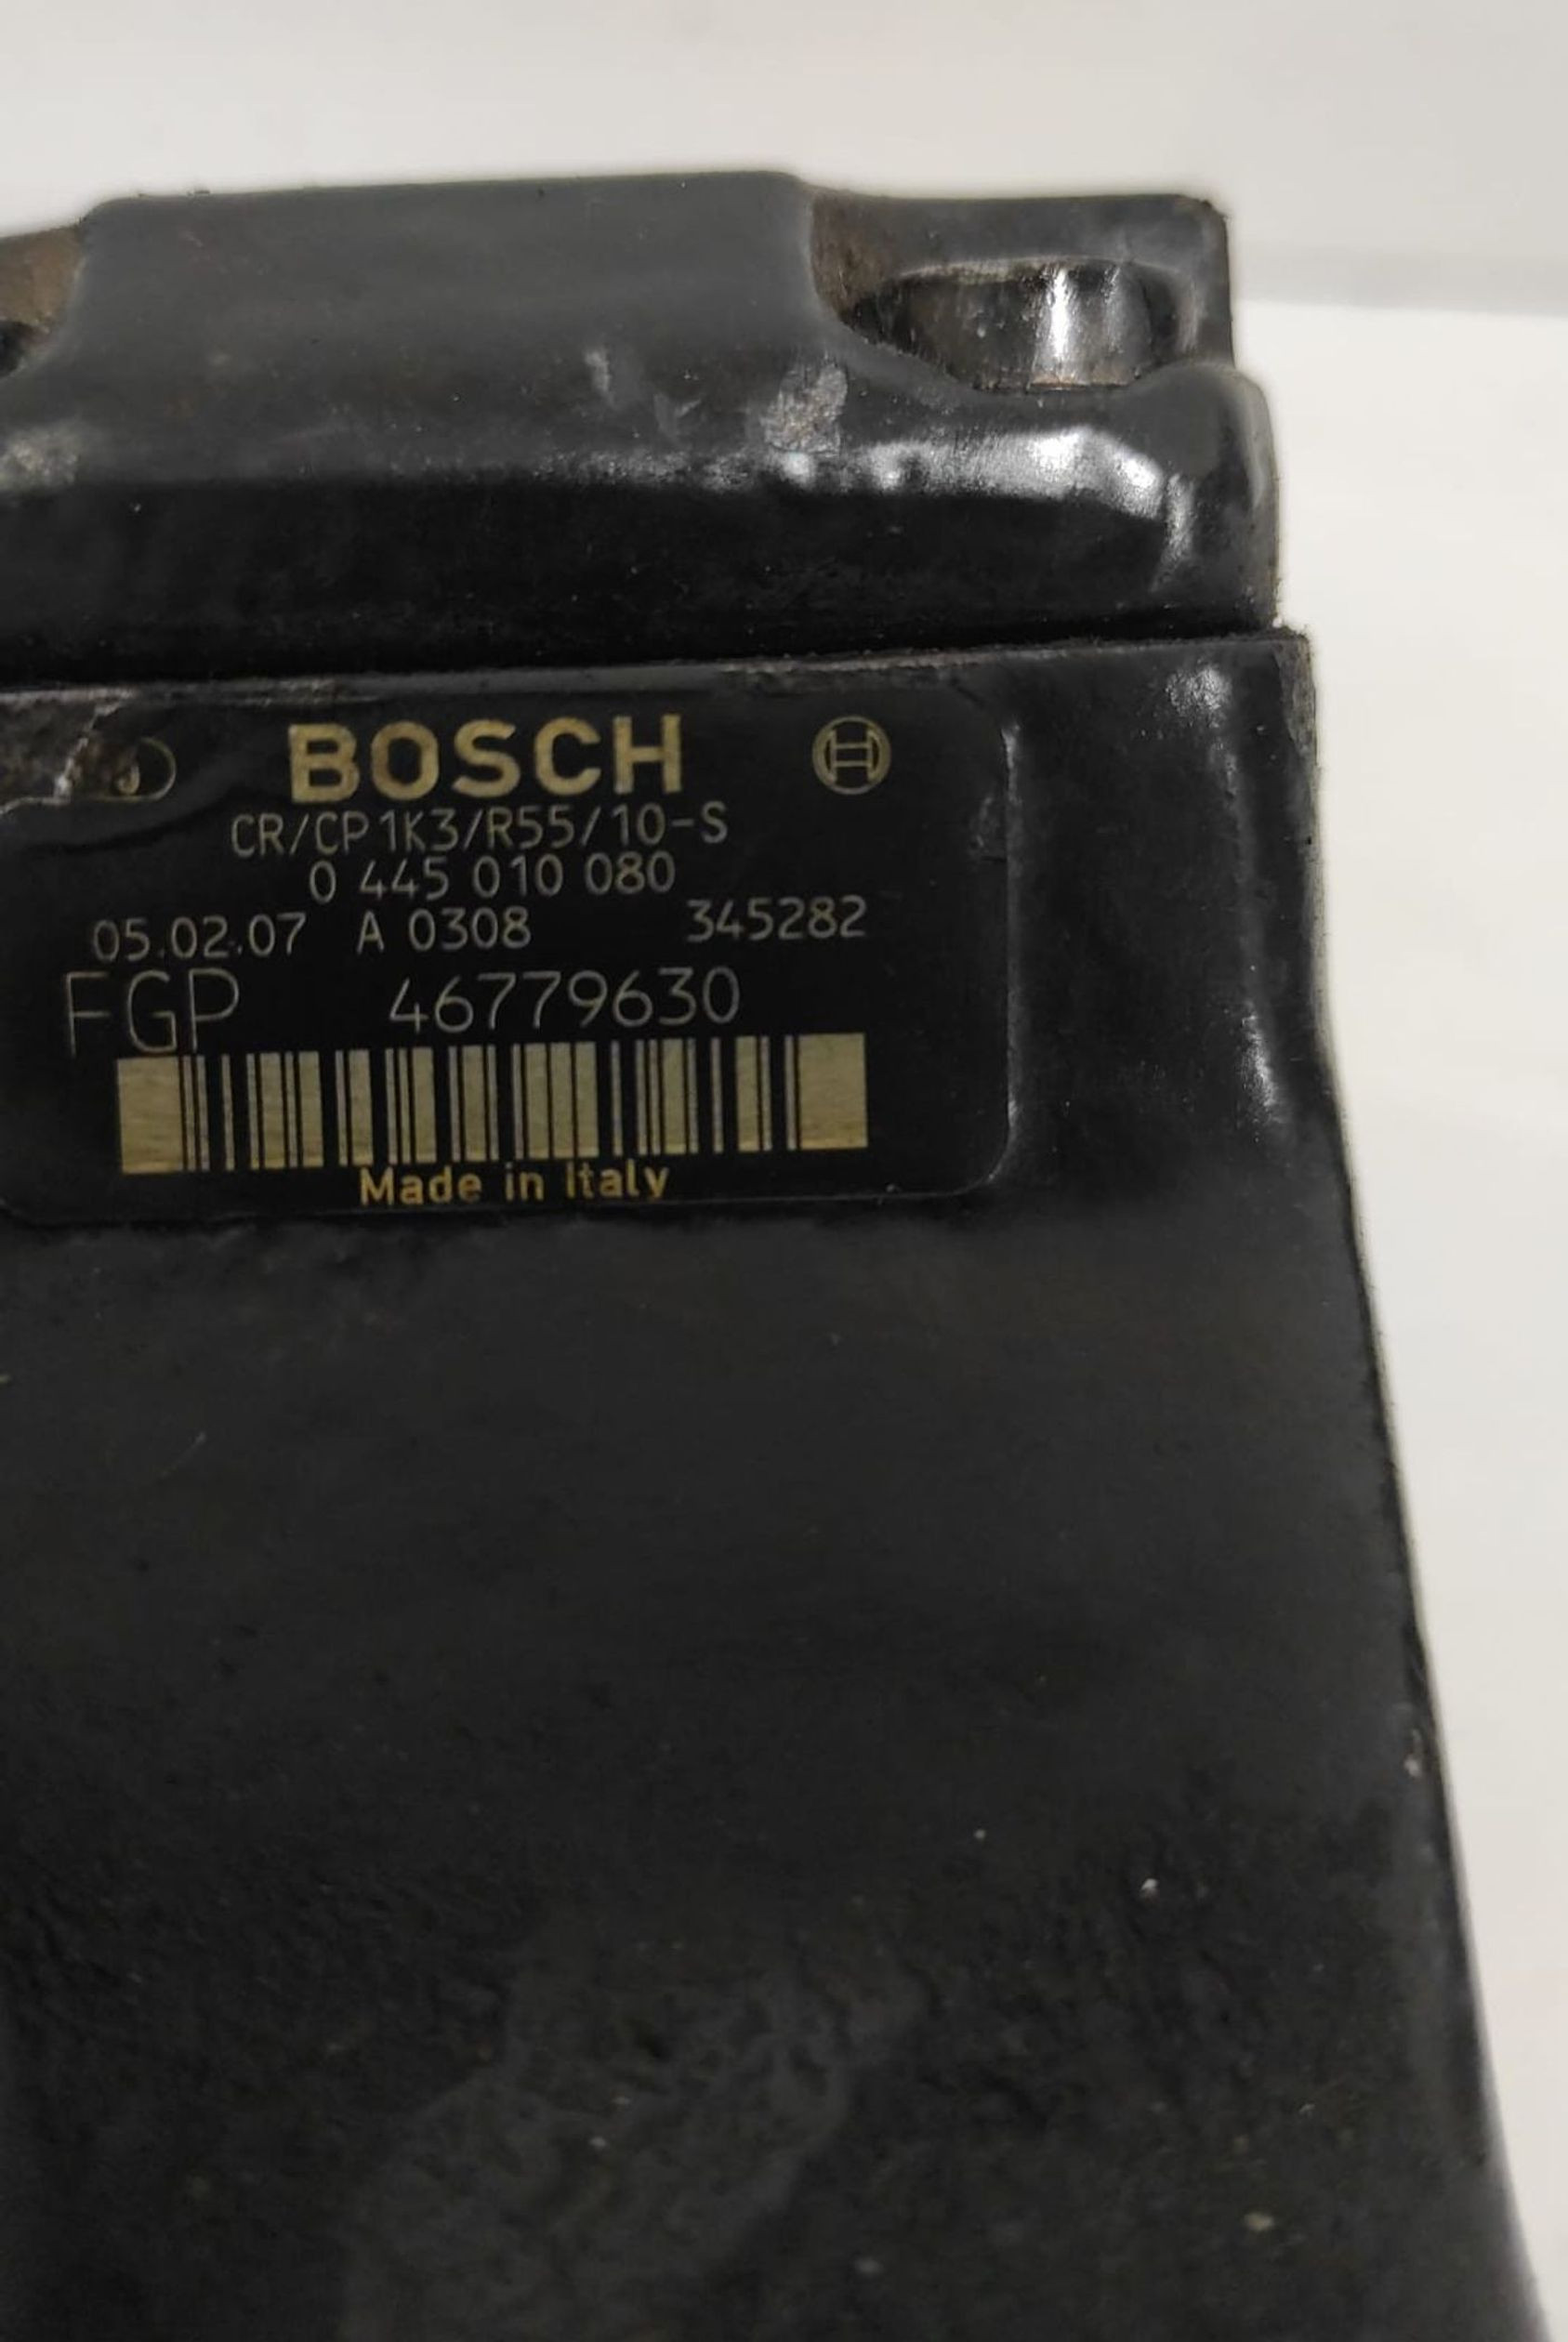 BOSCH
CR/CP1K3/R55/10-S
0 445 010 080
05.02.07 A 0308 345282
FGP 46779630
Made in Italy